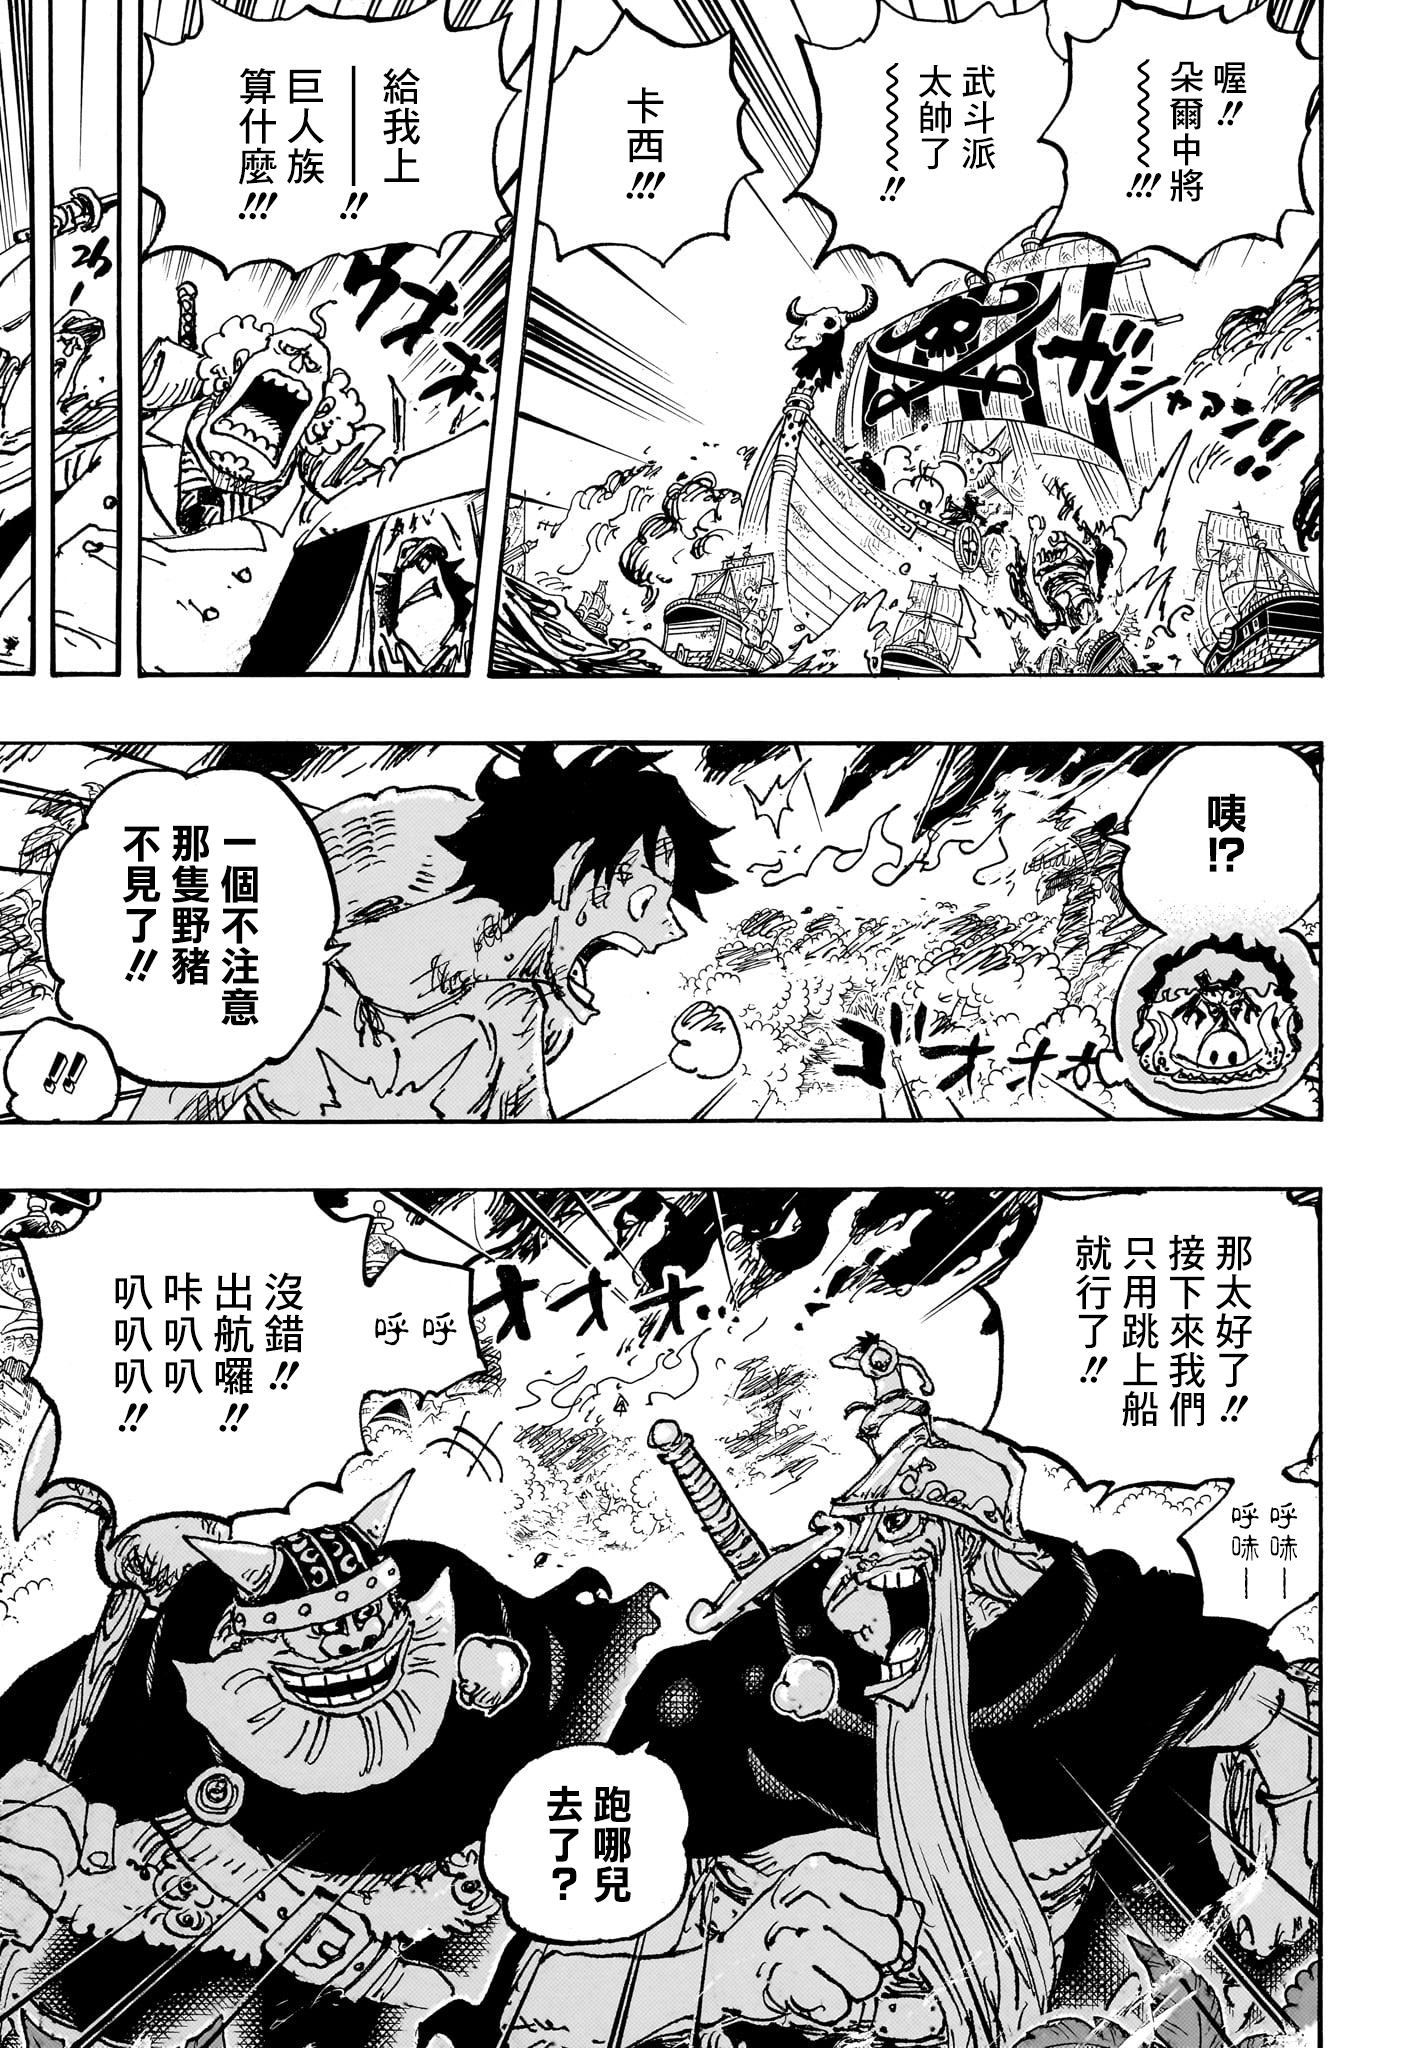 喔!!
朵爾中將
~~~~!!!
武斗派
太帥了
~~~~!!
卡西!!!
給我上
——!!
巨人族
算什麼!!!
ガシャアン!!
ウオオオ
咦!?
一個不注意
那隻野豬
不見了!!
!!
ゴオオオ
那太好了!!
接下來我們
只用跳上船
就行了!!
呼哧—
呼哧—
オオオオ..
呼
呼
沒錯!!
出航囉!!
咔叭叭
叭叭叭!!
跑哪兒
去了?